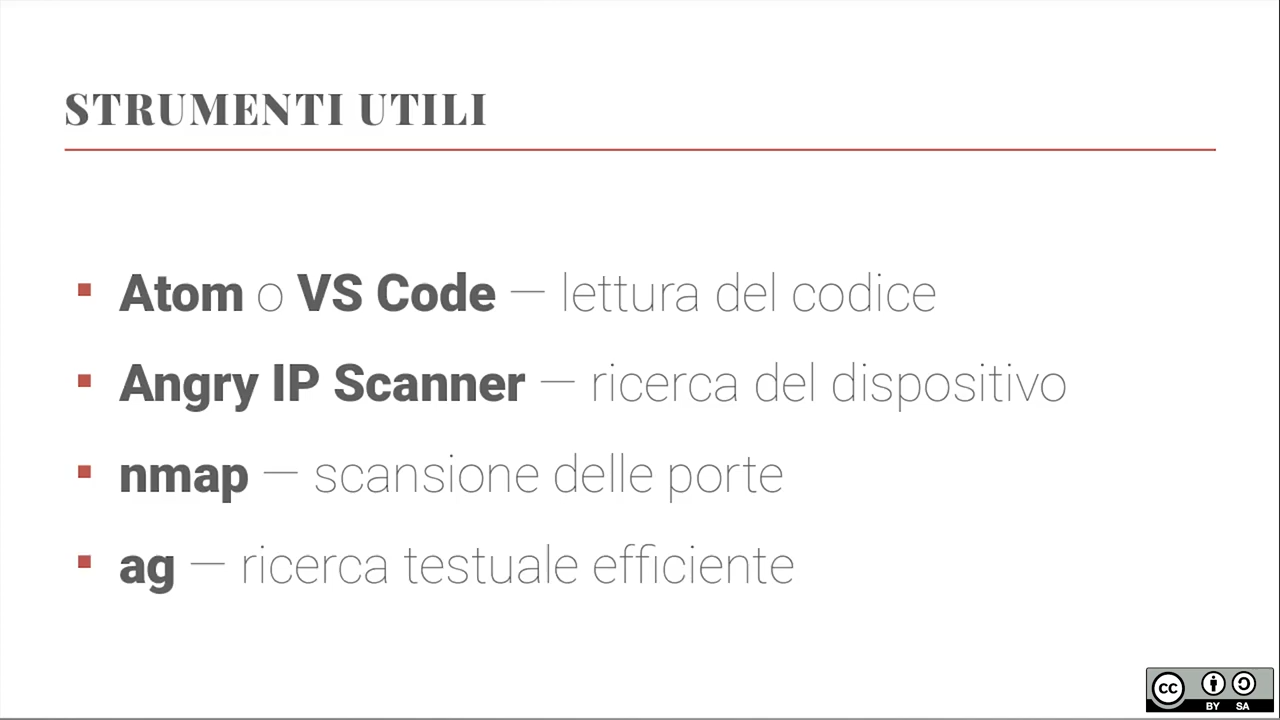 STRUMENTI UTILI
Atom o VS Code — lettura del codice
Angry IP Scanner — ricerca del dispositivo
nmap — scansione delle porte
ag — ricerca testuale efficiente
cc
BY SA